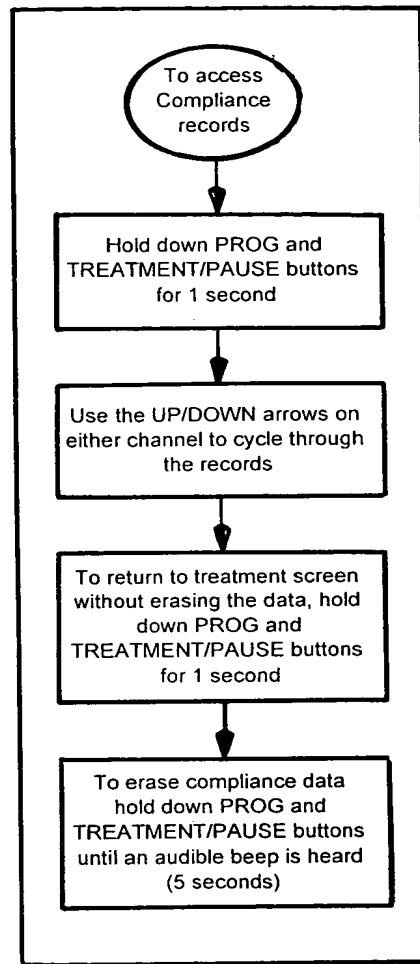 To access
Compliance
records
Hold down PROG and
TREATMENT/PAUSE buttons
for 1 second
Use the UP/DOWN arrows on
either channel to cycle through
the records
To return to treatment screen
without erasing the data, hold
down PROG and
TREATMENT/PAUSE buttons
for 1 second
To erase compliance data
hold down PROG and
TREATMENT/PAUSE buttons
until an audible beep is heard
(5 seconds)